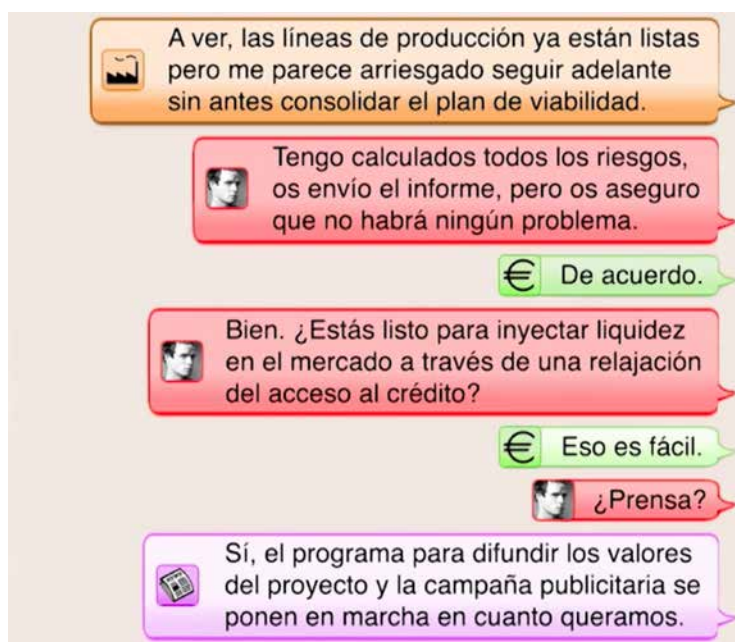 A ver, las líneas de producción ya están listas
pero me parece arriesgado seguir adelante
sin antes consolidar el plan de viabilidad.
Tengo calculados todos los riesgos,
os envío el informe, pero os aseguro
que no habrá ningún problema.
€ De acuerdo.
Bien. ¿Estás listo para inyectar liquidez
en el mercado a través de una relajación
del acceso al crédito?
€ Eso es fácil.
¿Prensa?
Sí, el programa para difundir los valores
del proyecto y la campaña publicitaria se
ponen en marcha en cuanto queramos.